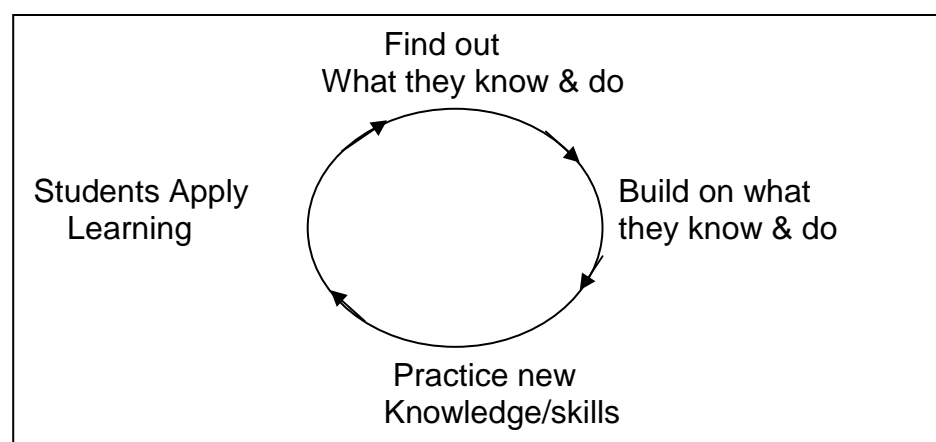 Find out
What they know & do
Build on what
they know & do
Practice new
Knowledge/skills
Students Apply
Learning